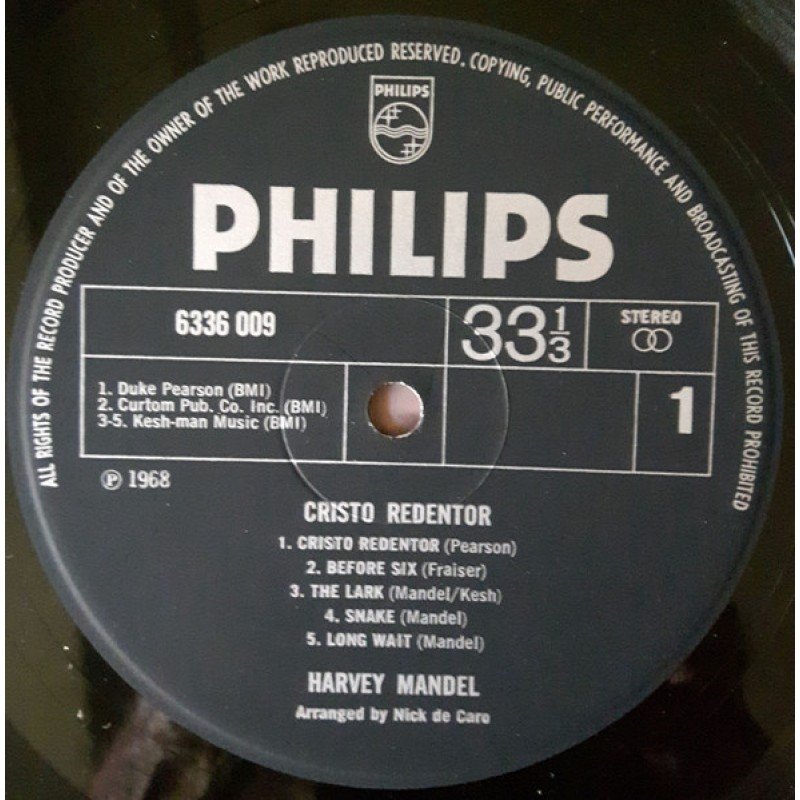 ALL RIGHTS OF THE RECORD PRODUCER AND OF THE OWNER OF THE WORK REPRODUCED RESERVED. COPYING, PUBLIC PERFORMANCE AND BROADCASTING OF THIS RECORD PROHIBITED
PHILIPS
PHILIPS
6336 009
33 1/3
STEREO
1. Duke Pearson (BMI)
2. Curtom Pub. Co. Inc. (BMI)
3-5. Kesh-man Music (BMI)
1
℗ 1968
CRISTO REDENTOR
1. CRISTO REDENTOR (Pearson)
2. BEFORE SIX (Fraiser)
3. THE LARK (Mandel/Kesh)
4. SNAKE (Mandel)
5. LONG WAIT (Mandel)
HARVEY MANDEL
Arranged by Nick de Caro